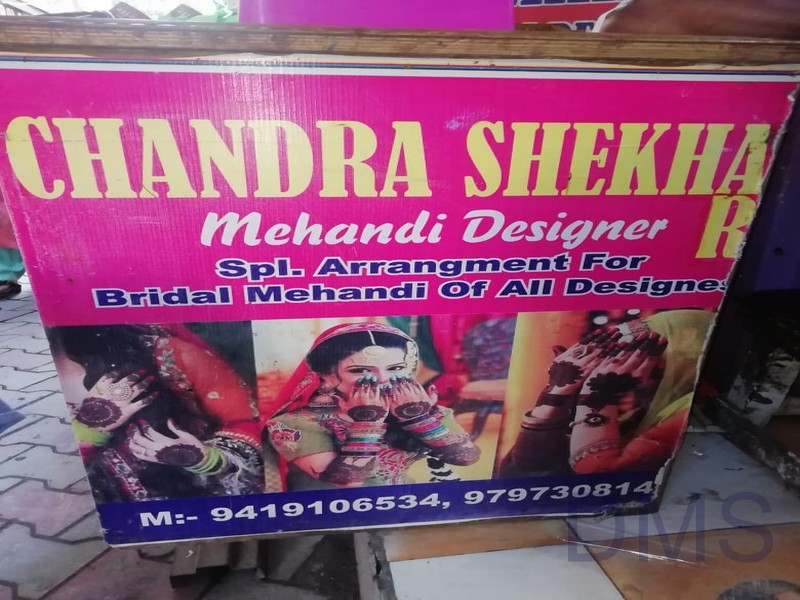 CHANDRA SHEKHA
R
Mehandi Designer
Spl. Arrangment For
Bridal Mehandi Of All Designes
M:- 9419106534, 979730814
DMS